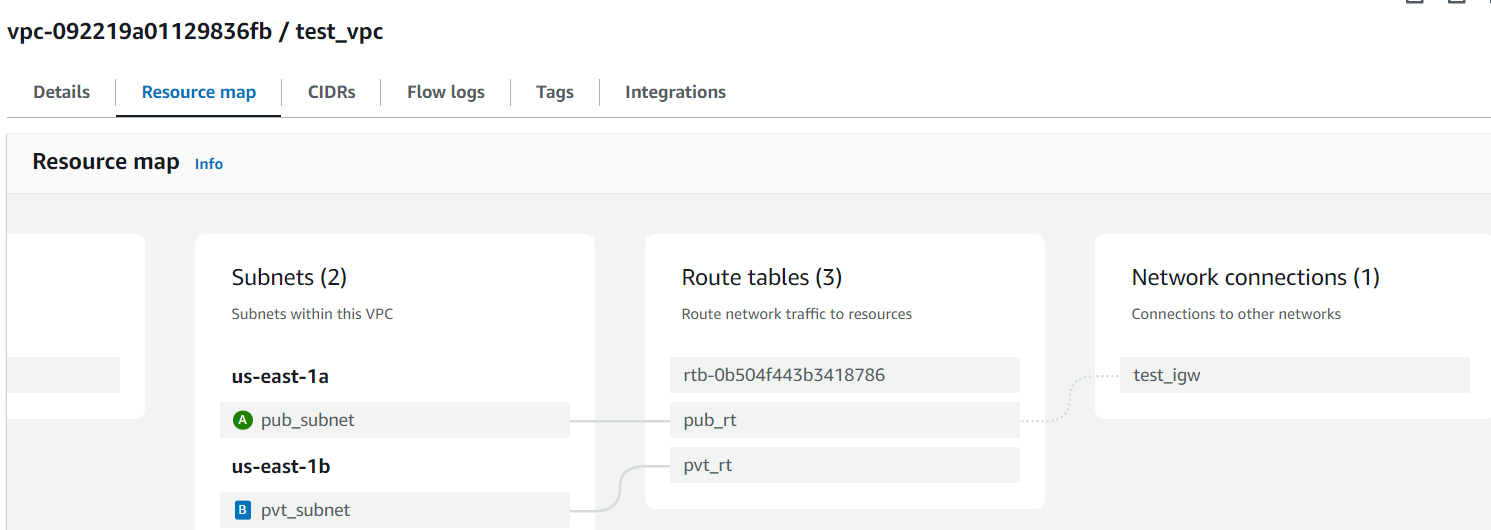 vpc-092219a01129836fb / test_vpc
Details
Resource map
CIDRs
Flow logs
Tags
Integrations
Resource map Info
Subnets (2)
Subnets within this VPC
us-east-1a
A pub_subnet
us-east-1b
B pvt_subnet
Route tables (3)
Route network traffic to resources
rtb-0b504f443b3418786
pub_rt
pvt_rt
Network connections (1)
Connections to other networks
test_igw